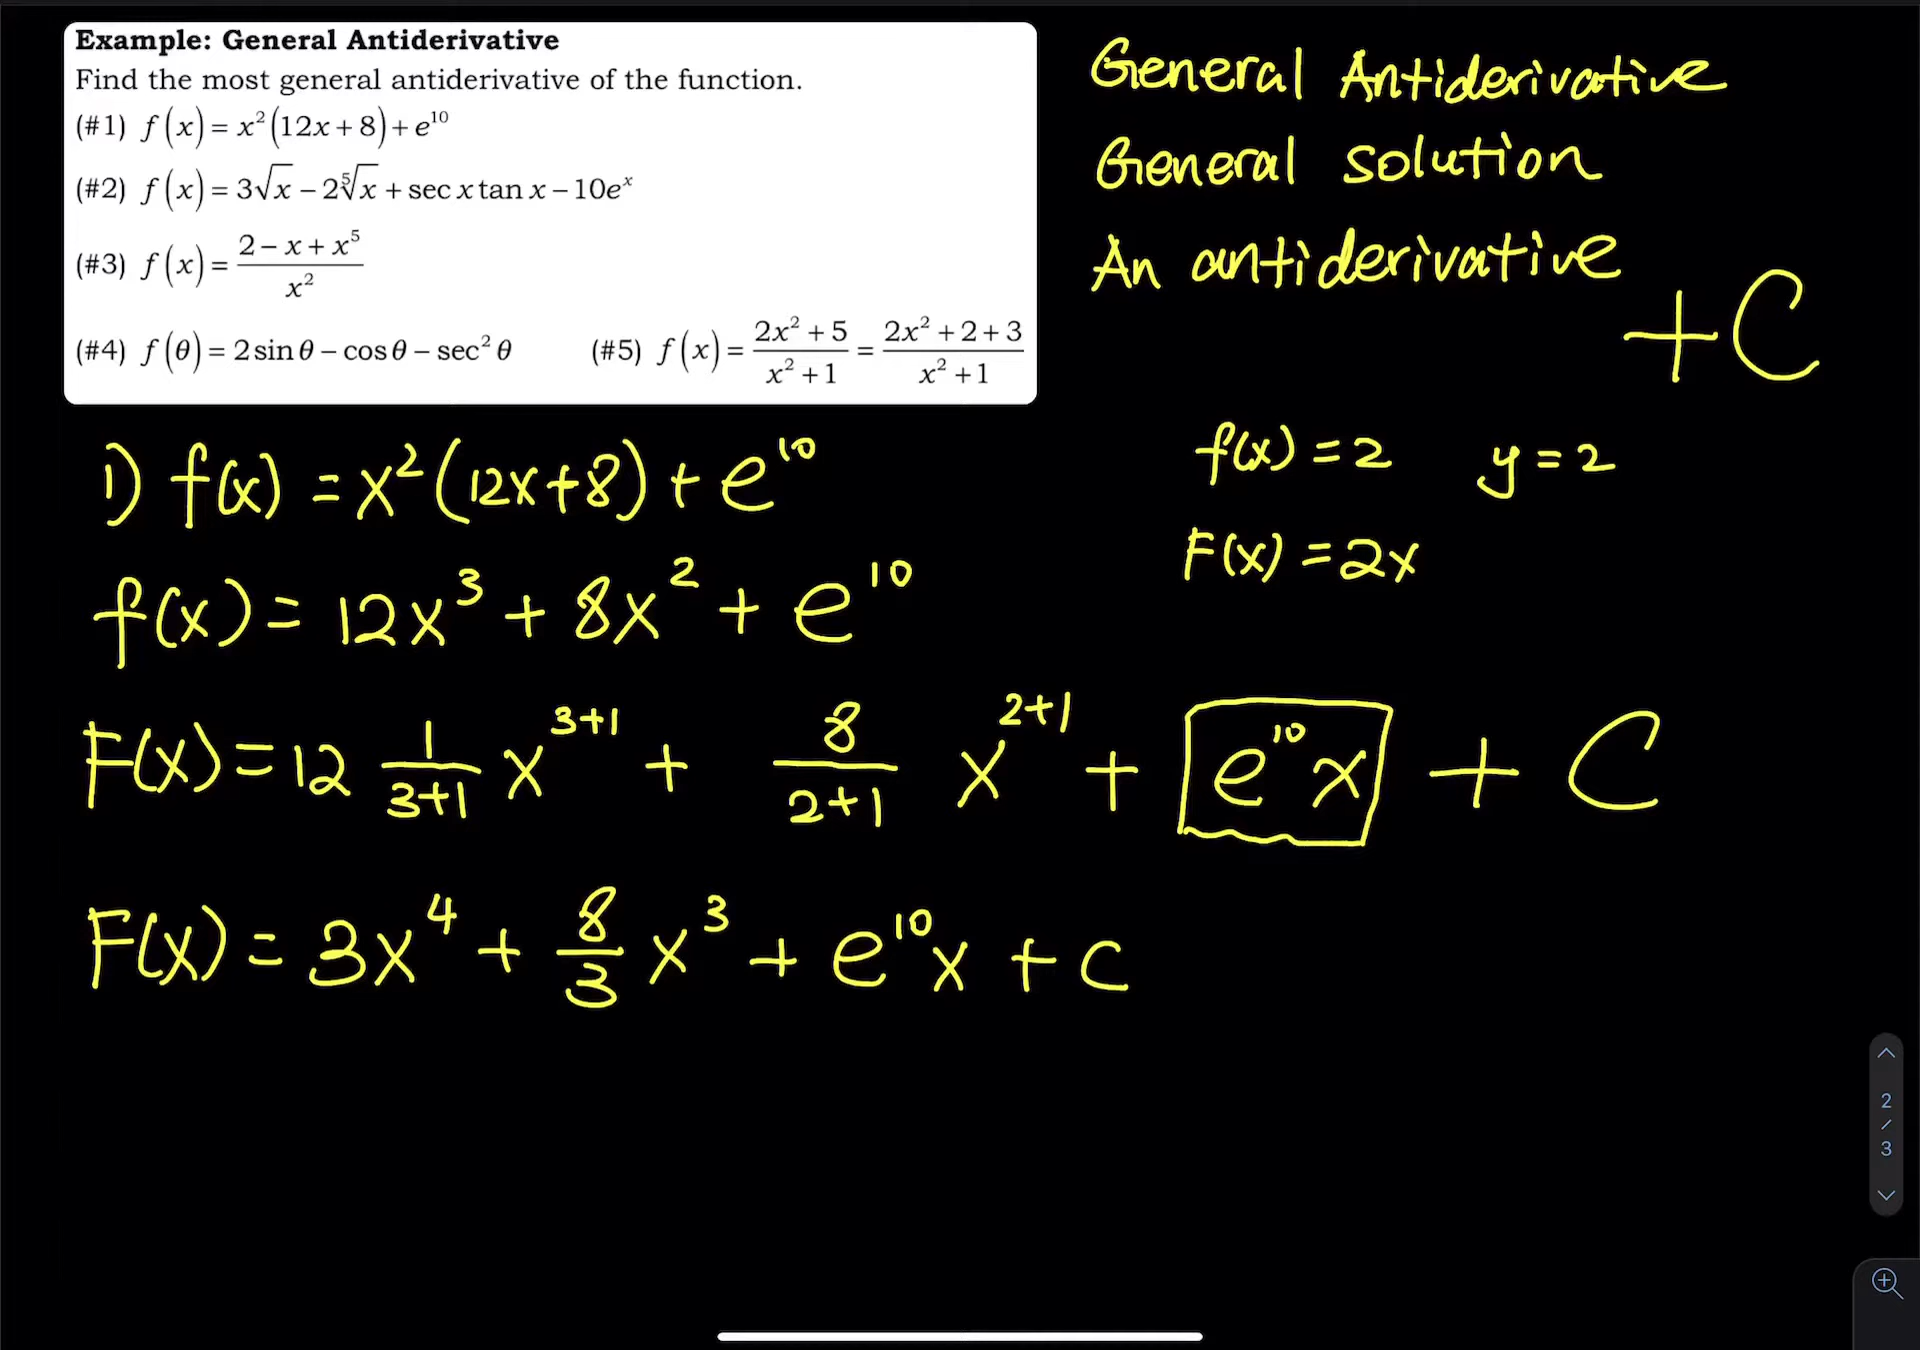 Example: General Antiderivative
Find the most general antiderivative of the function.
(#1) f(x) = x²(12x + 8) + e¹⁰
(#2) f(x) = 3√x − 2⁵√x + sec x tan x − 10eˣ
(#3) f(x) = (2 − x + x⁵)/x²
(#4) f(θ) = 2 sin θ − cos θ − sec² θ (#5) f(x) = (2x² + 5)/(x² + 1) = (2x² + 2 + 3)/(x² + 1)
General Antiderivative
General solution
An antiderivative
+C
f(x) = 2 y = 2
F(x) = 2x
1) f(x) = x²(12x+8) + e¹⁰
f(x) = 12x³ + 8x² + e¹⁰
F(x) = 12 1/(3+1) x^(3+1) + 8/(2+1) x^(2+1) + e¹⁰x + C
F(x) = 3x⁴ + 8/3 x³ + e¹⁰x + C
2
/
3